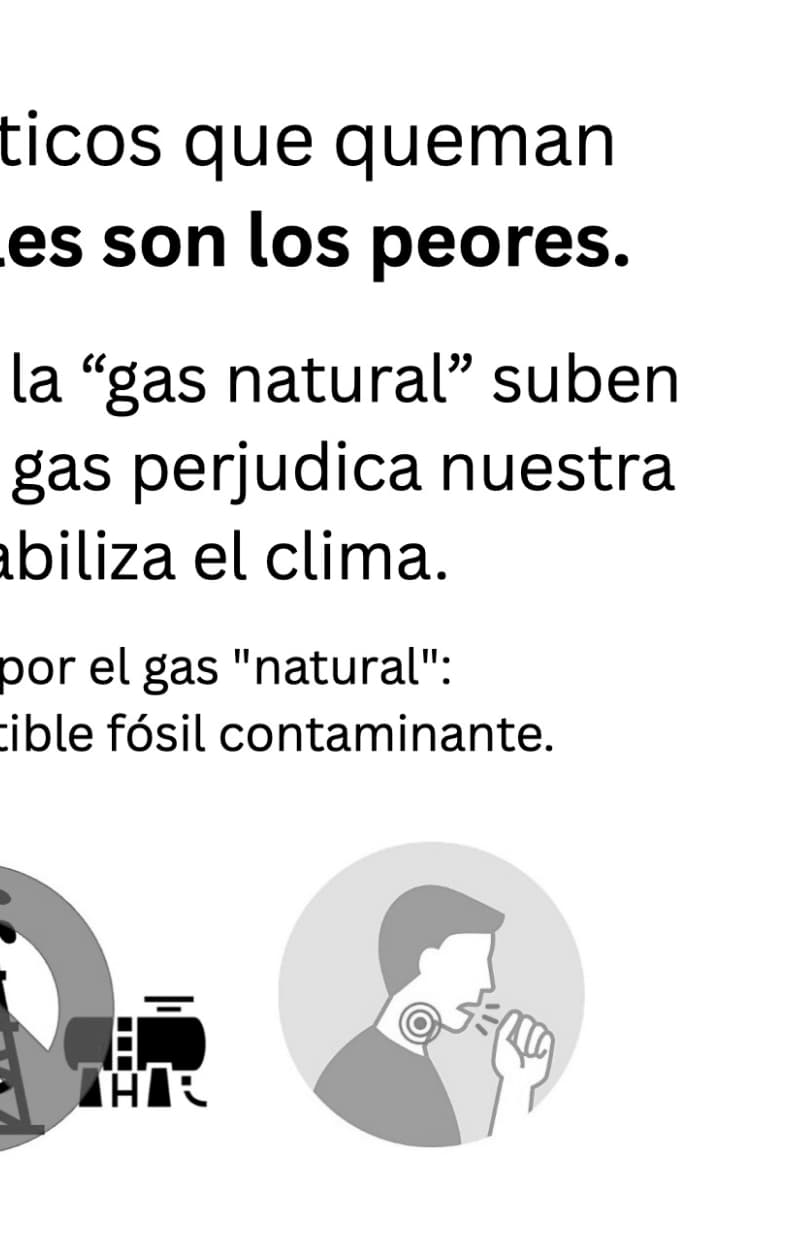 ticos que queman
es son los peores.
la “gas natural” suben
gas perjudica nuestra
abiliza el clima.
por el gas "natural":
tible fósil contaminante.